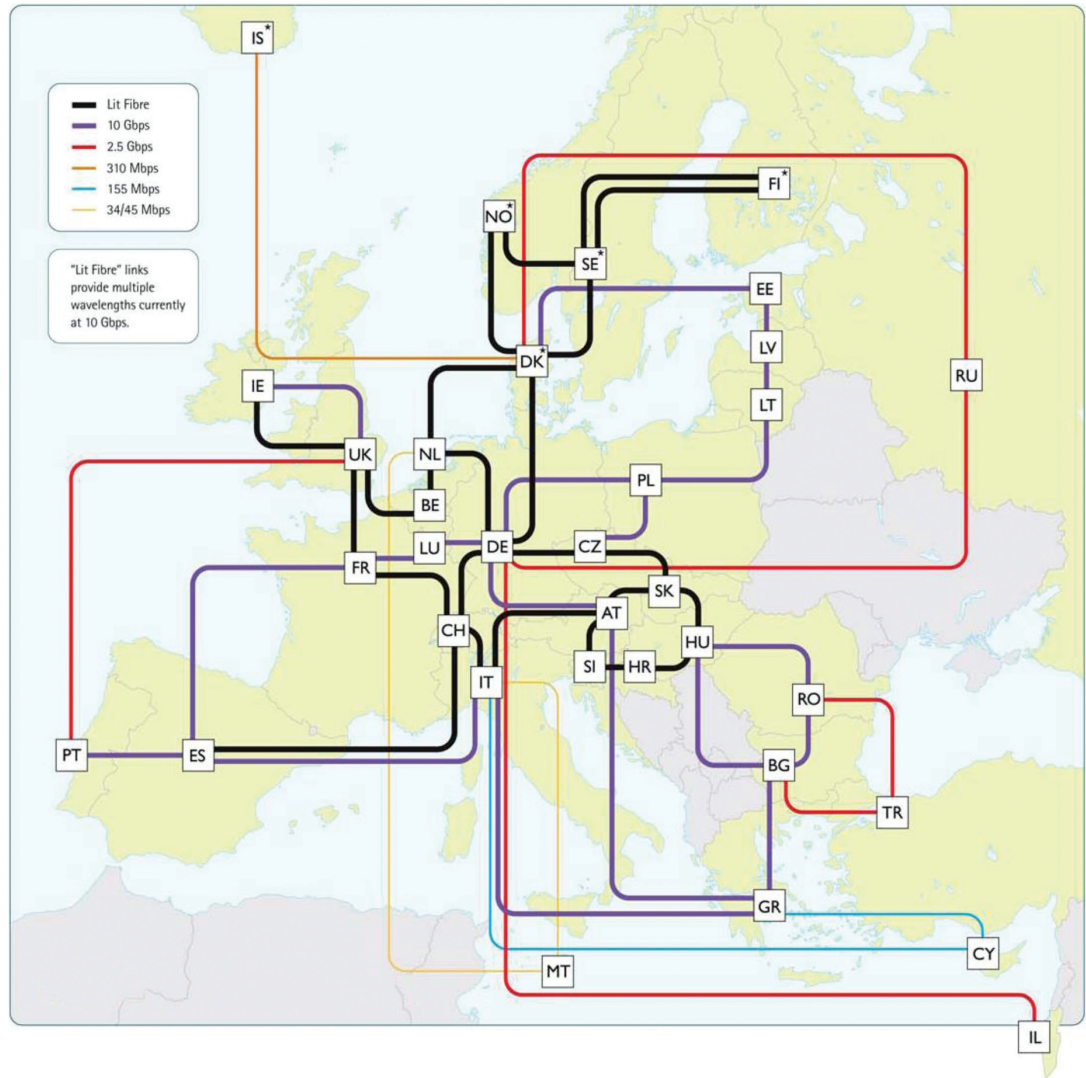 IS*
Lit Fibre
10 Gbps
2.5 Gbps
310 Mbps
155 Mbps
34/45 Mbps
"Lit Fibre" links
provide multiple
wavelengths currently
at 10 Gbps.
FI*
NO*
SE*
EE
LV
DK*
RU
IE
LT
UK
NL
PL
BE
LU
DE
CZ
FR
SK
AT
CH
HU
SI
HR
IT
RO
PT
ES
BG
TR
GR
CY
MT
IL